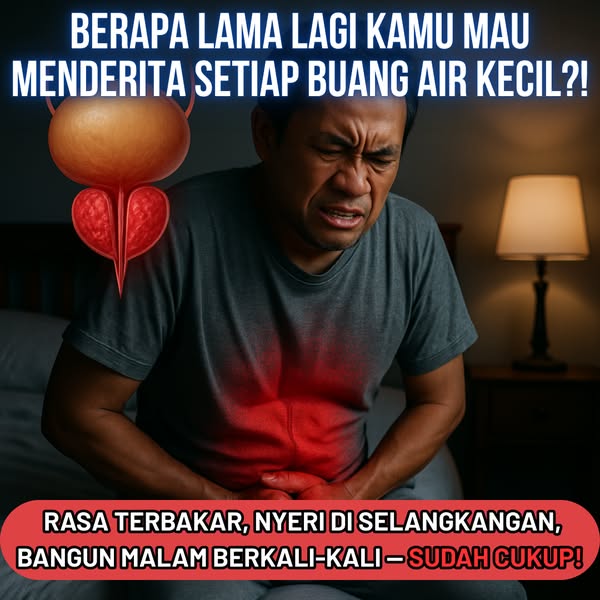 BERAPA LAMA LAGI KAMU MAU
MENDERITA SETIAP BUANG AIR KECIL?!
RASA TERBAKAR, NYERI DI SELANGKANGAN,
BANGUN MALAM BERKALI-KALI – SUDAH CUKUP!